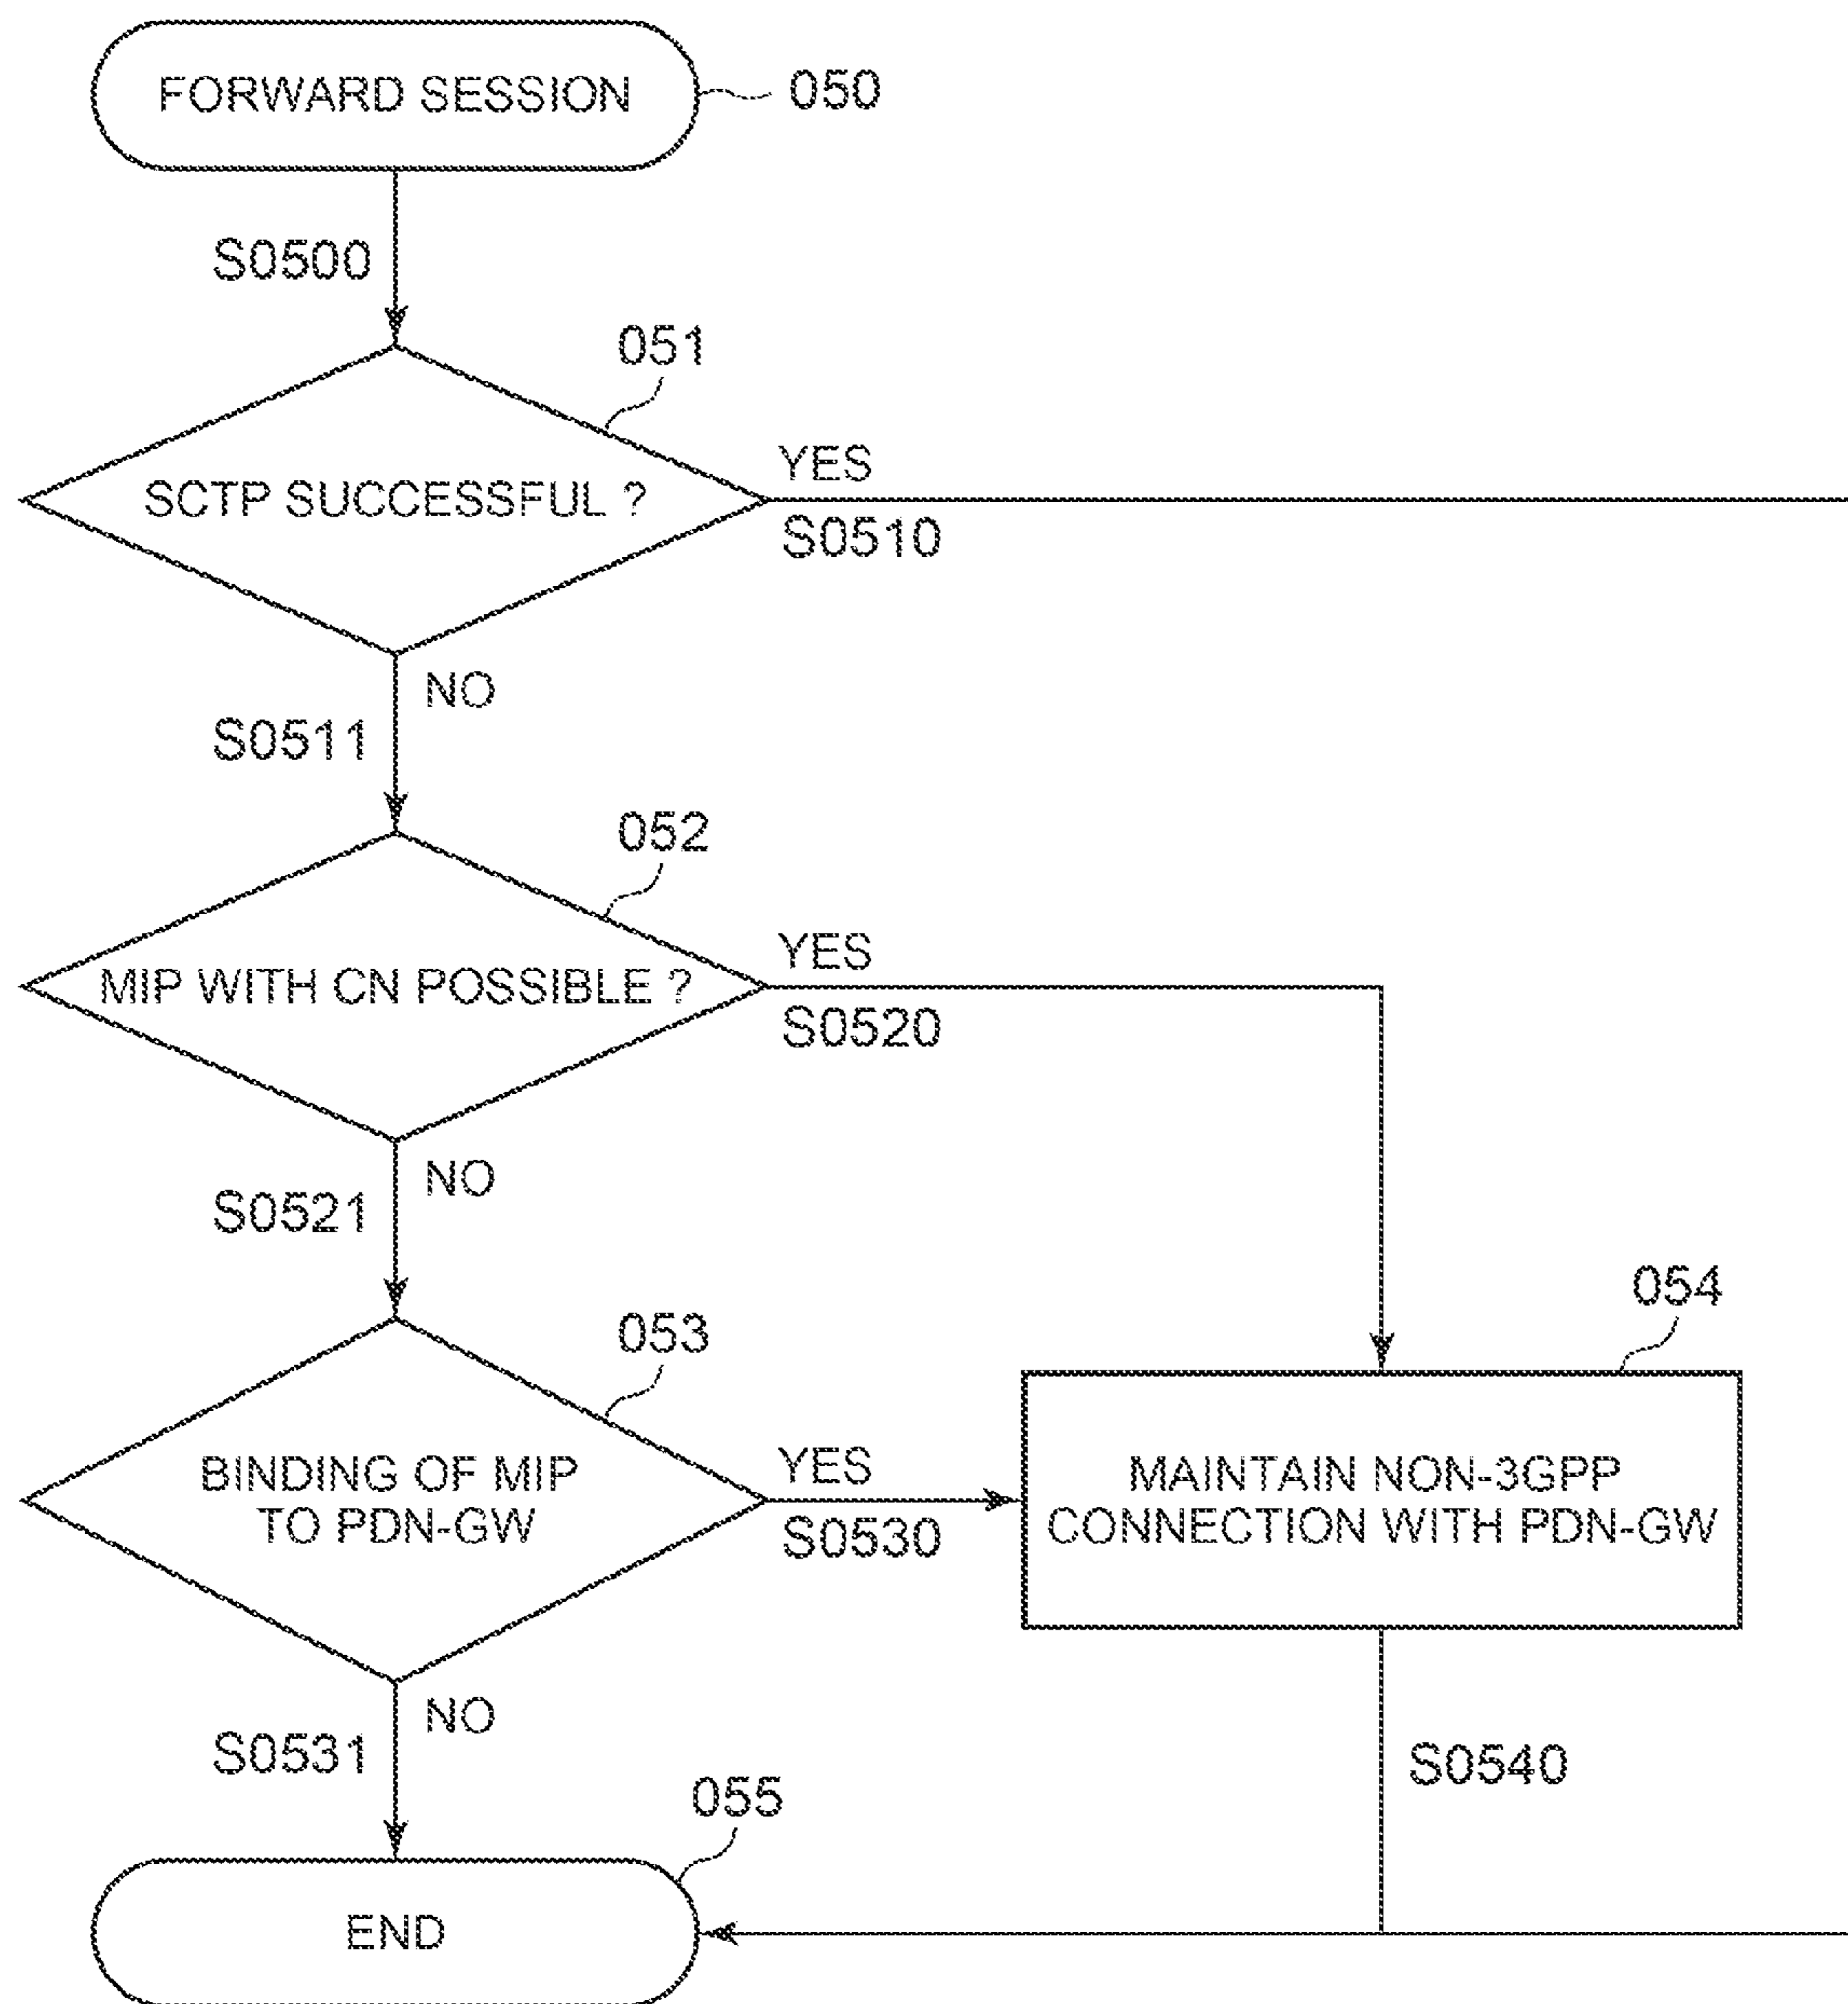 FORWARD SESSION
050
S0500
051
SCTP SUCCESSFUL ?
YES
S0510
NO
S0511
052
MIP WITH CN POSSIBLE ?
YES
S0520
NO
S0521
053
054
BINDING OF MIP
TO PDN-GW
YES
S0530
MAINTAIN NON-3GPP
CONNECTION WITH PDN-GW
NO
S0531
S0540
055
END